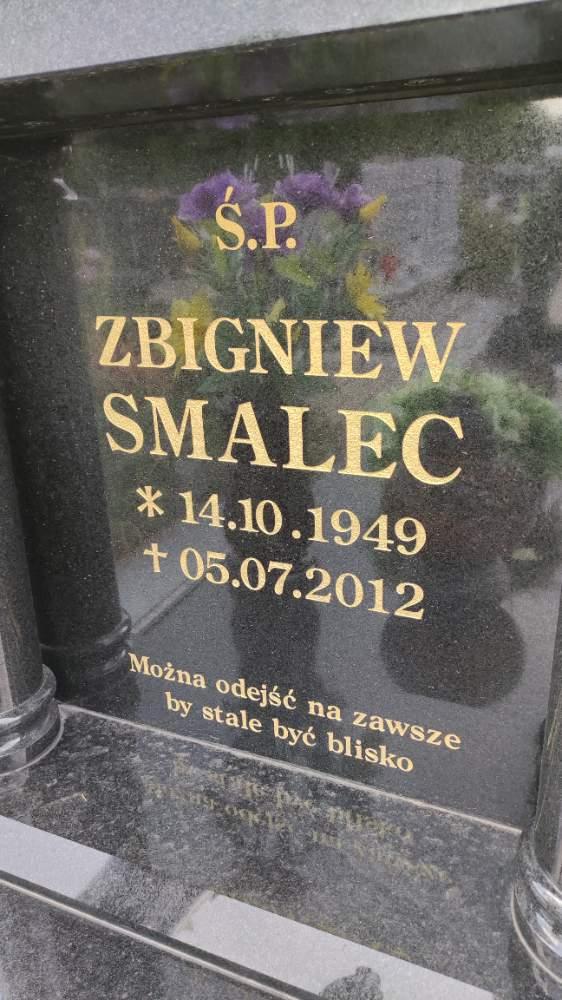 Ś.P.
ZBIGNIEW
SMALEC
* 14.10.1949
† 05.07.2012
Można odejść na zawsze
by stale być blisko